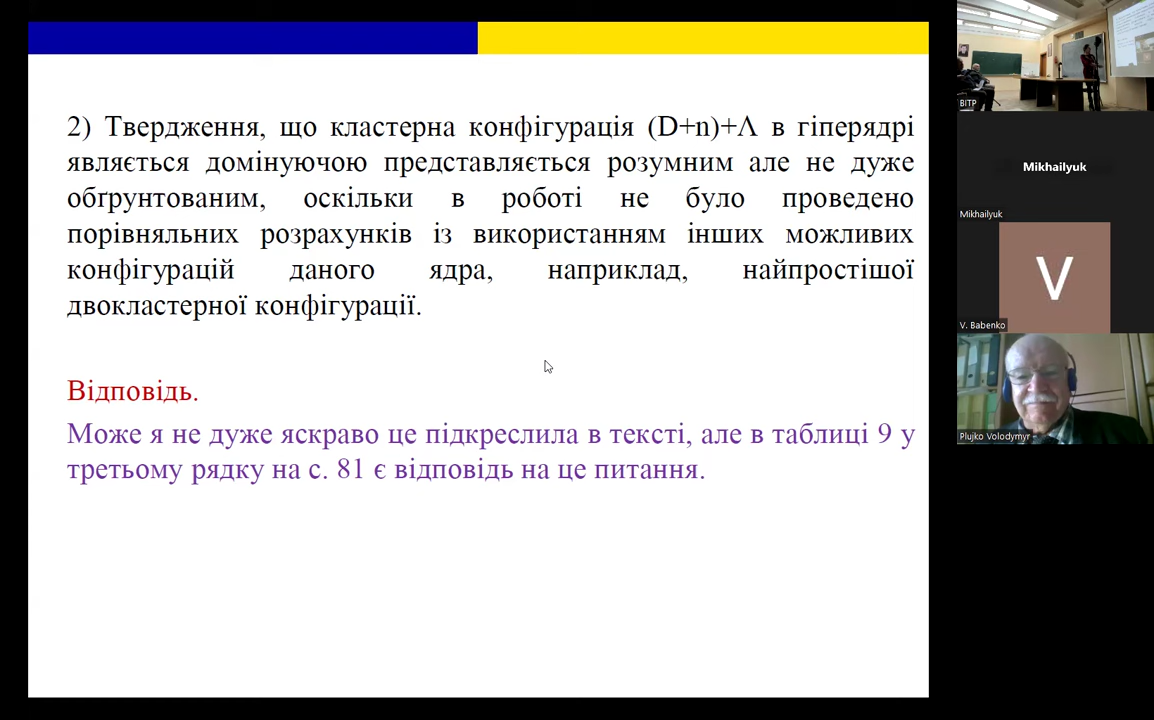 2) Твердження, що кластерна конфігурація (D+n)+Λ в гіперядрі
являється домінуючою представляється розумним але не дуже
обґрунтованим, оскільки в роботі не було проведено
порівняльних розрахунків із використанням інших можливих
конфігурацій даного ядра, наприклад, найпростішої
двокластерної конфігурації.
Відповідь.
Може я не дуже яскраво це підкреслила в тексті, але в таблиці 9 у
третьому рядку на с. 81 є відповідь на це питання.
BITP
Mikhailyuk
Mikhailyuk
V
V. Babenko
Plujko Volodymyr